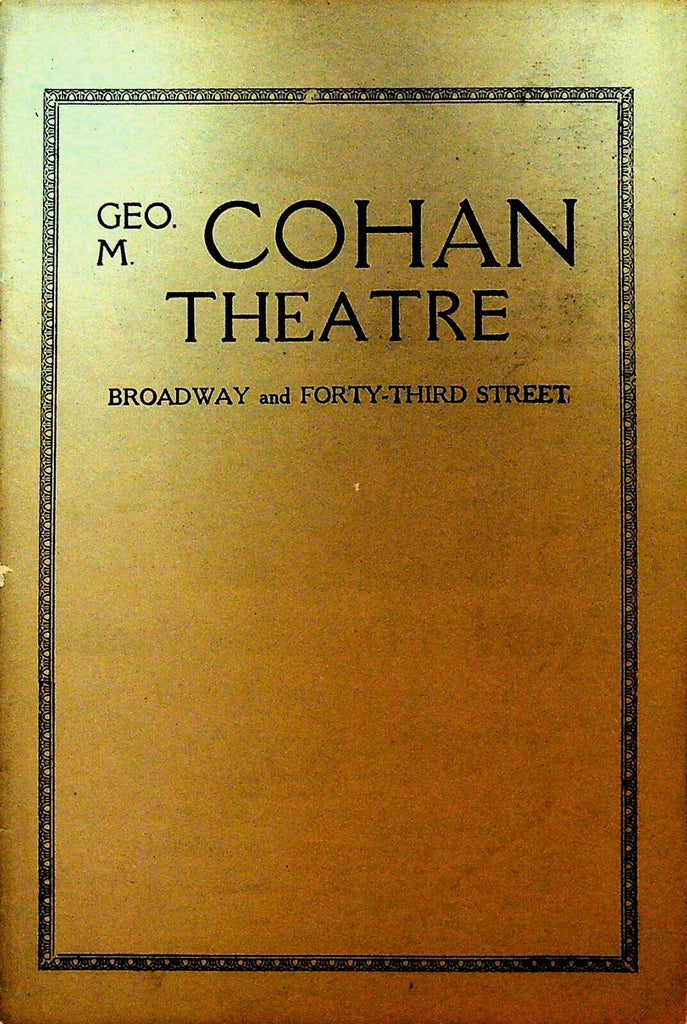 GEO. M. COHAN
THEATRE
BROADWAY and FORTY-THIRD STREET